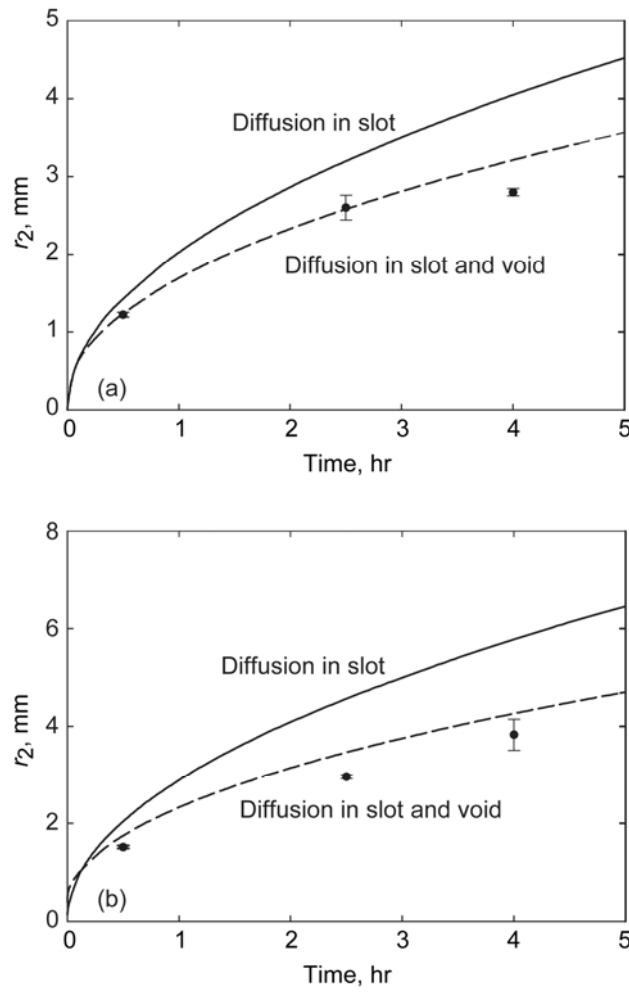 5
4
3
2
1
0
r2, mm
Diffusion in slot
Diffusion in slot and void
(a)
0 1 2 3 4 5
Time, hr
8
6
4
2
0
r2, mm
Diffusion in slot
Diffusion in slot and void
(b)
0 1 2 3 4 5
Time, hr